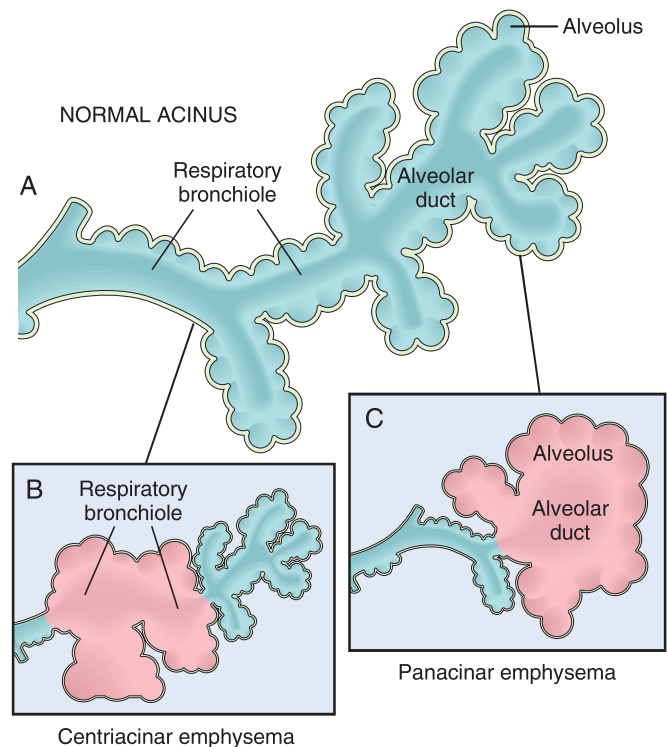 Alveolus
NORMAL ACINUS
A
Respiratory
bronchiole
Alveolar
duct
C
Alveolus
Alveolar
duct
B
Respiratory
bronchiole
Panacinar emphysema
Centriacinar emphysema